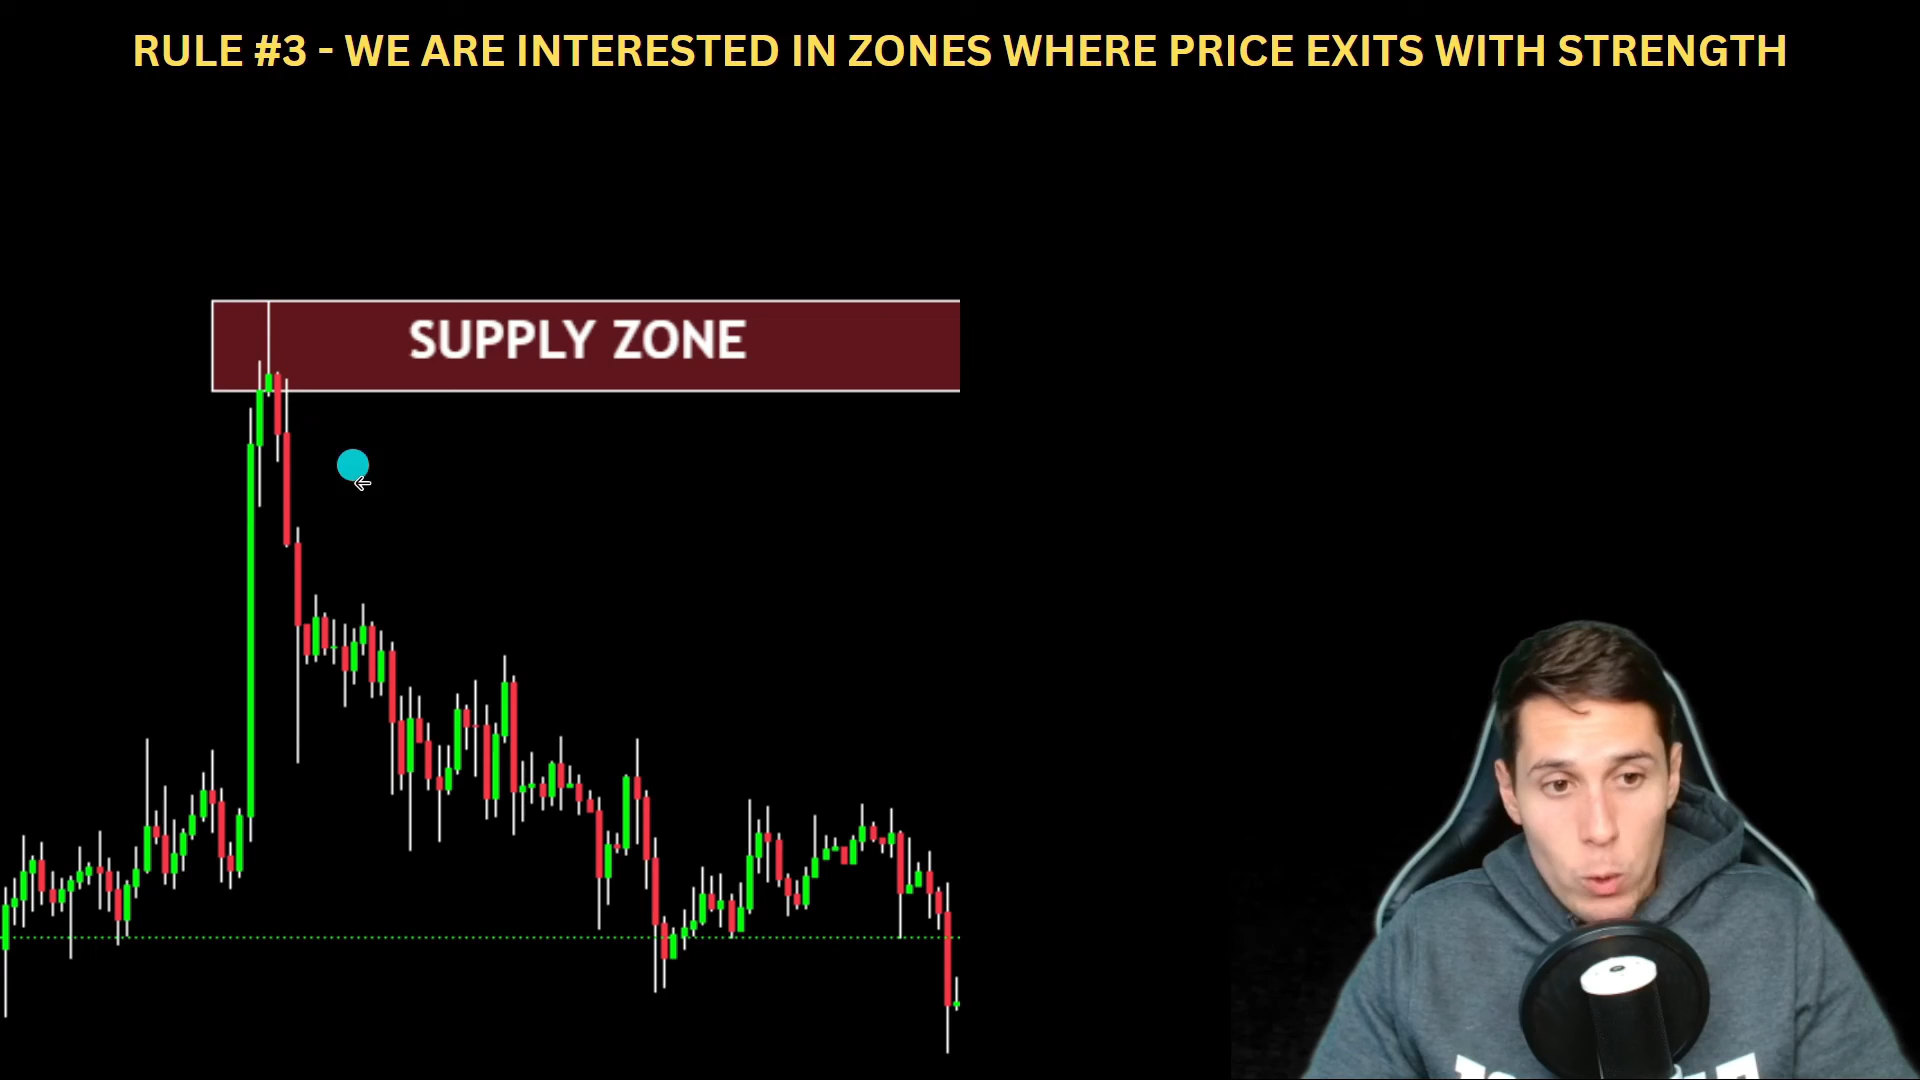 RULE #3 - WE ARE INTERESTED IN ZONES WHERE PRICE EXITS WITH STRENGTH
SUPPLY ZONE